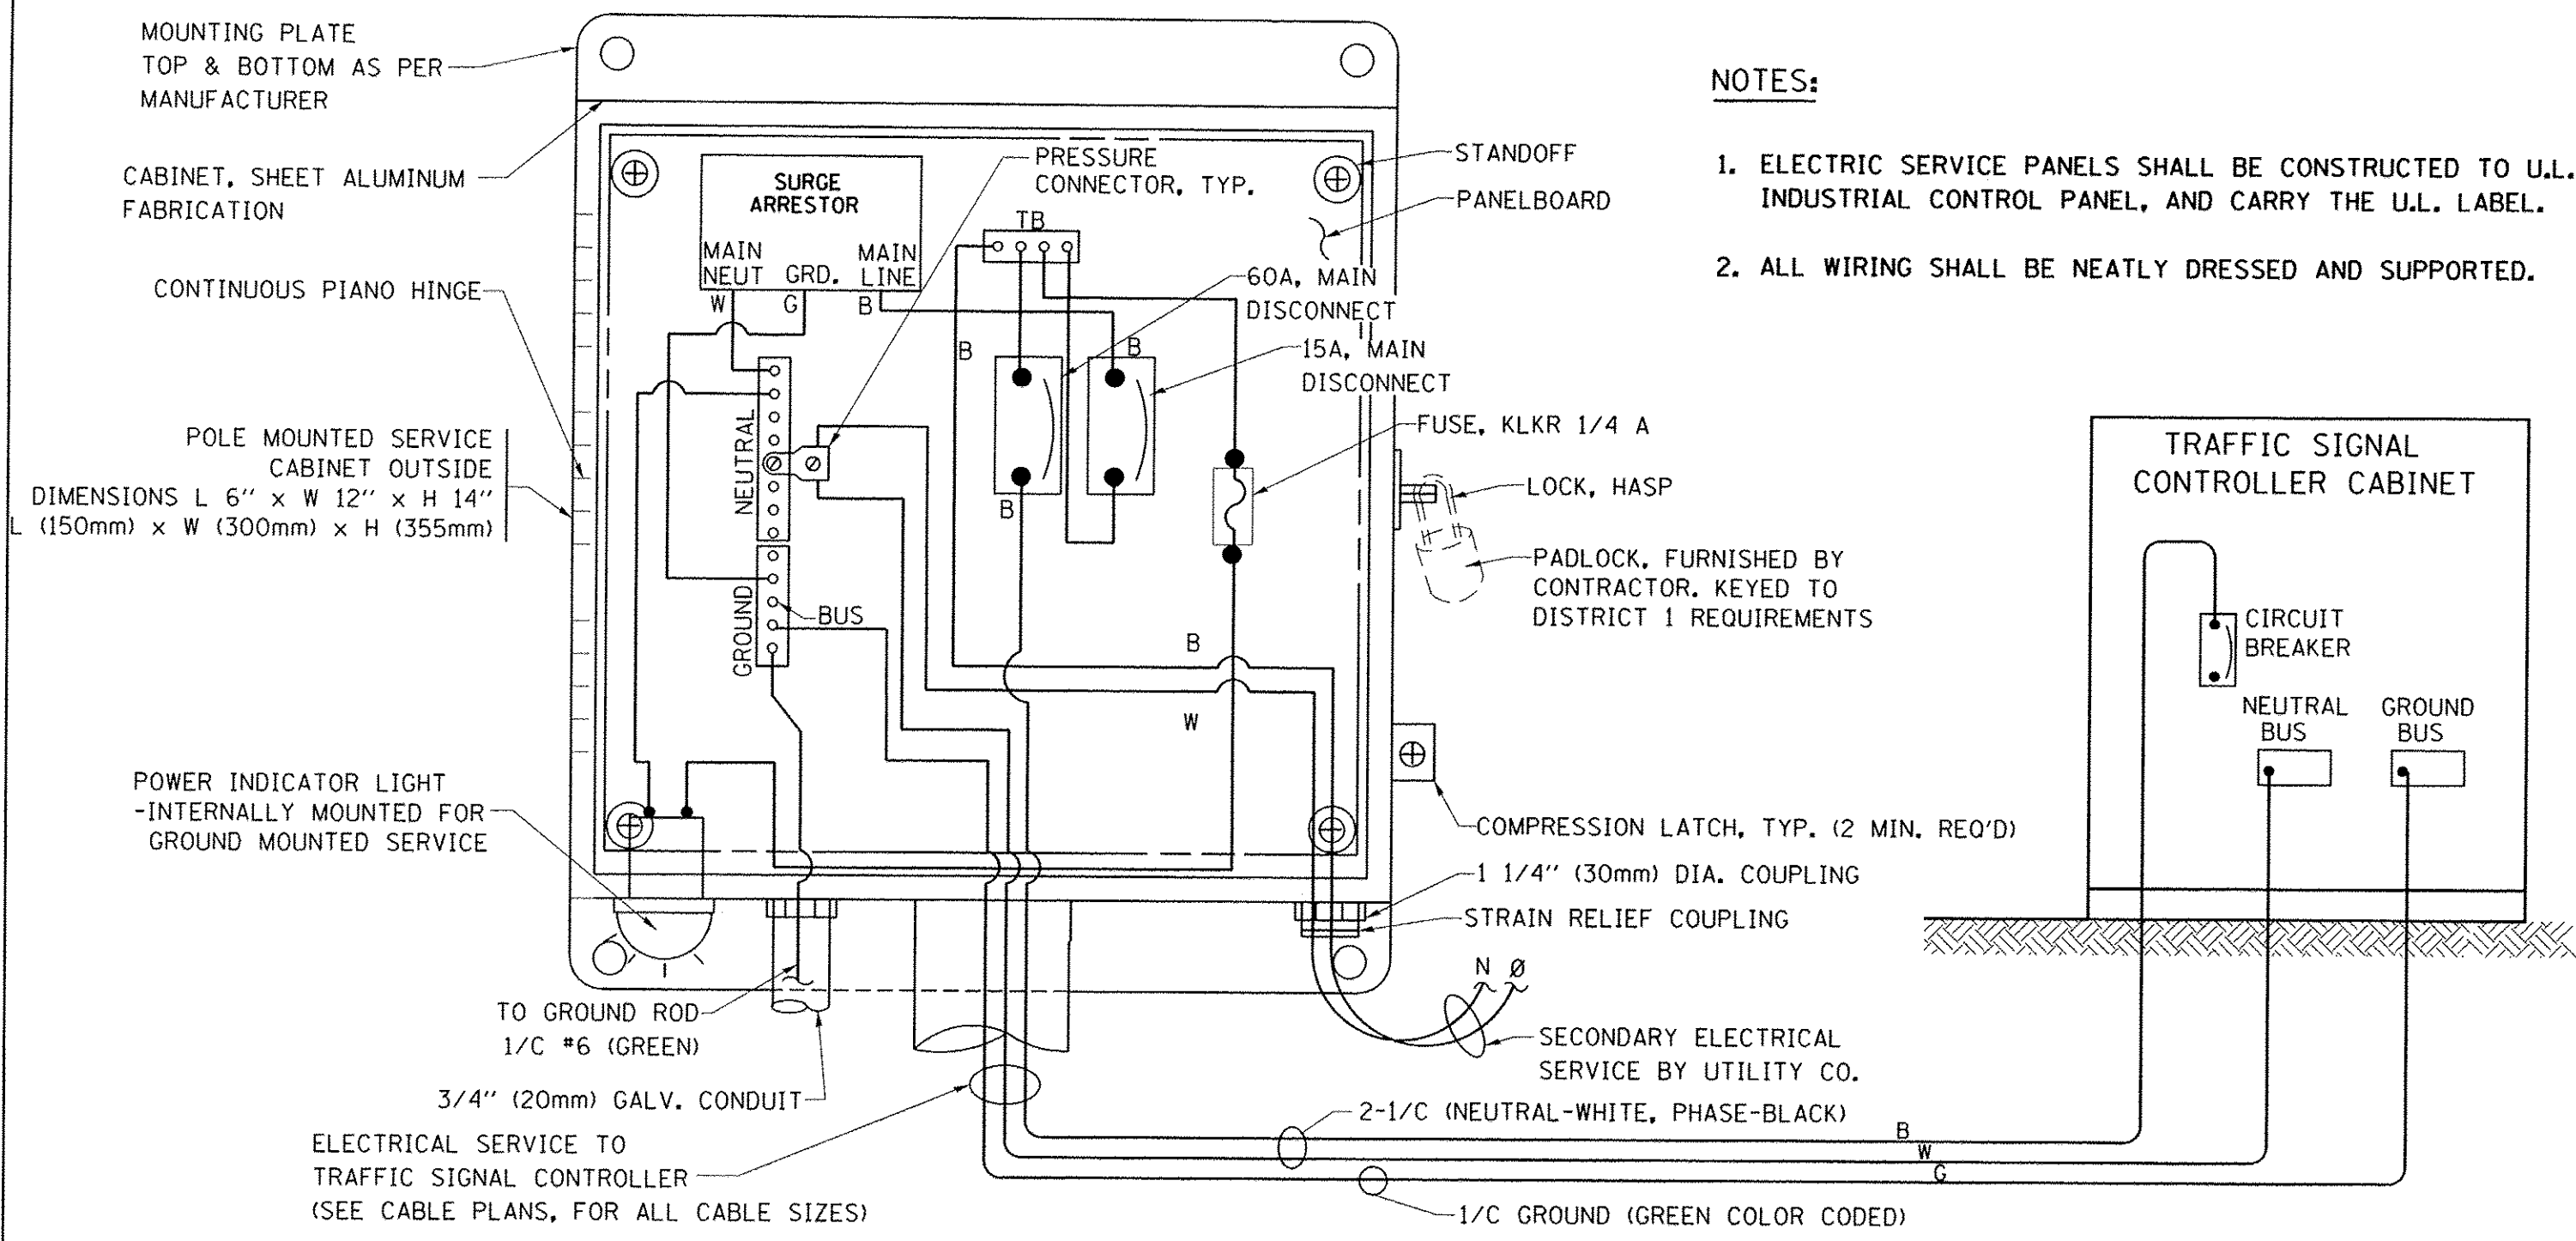 MOUNTING PLATE
TOP & BOTTOM AS PER
MANUFACTURER
CABINET, SHEET ALUMINUM
FABRICATION
CONTINUOUS PIANO HINGE
POLE MOUNTED SERVICE
CABINET OUTSIDE
DIMENSIONS L 6" x W 12" x H 14"
L (150mm) x W (300mm) x H (355mm)
POWER INDICATOR LIGHT
-INTERNALLY MOUNTED FOR
GROUND MOUNTED SERVICE
SURGE
ARRESTOR
MAIN
NEUT
GRD.
MAIN
LINE
W
G
B
PRESSURE
CONNECTOR, TYP.
TB
STANDOFF
PANELBOARD
60A, MAIN
DISCONNECT
B
B
15A, MAIN
DISCONNECT
NEUTRAL
FUSE, KLKR 1/4 A
LOCK, HASP
B
PADLOCK, FURNISHED BY
CONTRACTOR. KEYED TO
DISTRICT 1 REQUIREMENTS
GROUND
BUS
B
W
COMPRESSION LATCH, TYP. (2 MIN. REQ'D)
1 1/4" (30mm) DIA. COUPLING
STRAIN RELIEF COUPLING
N Ø
TO GROUND ROD
1/C #6 (GREEN)
3/4" (20mm) GALV. CONDUIT
SECONDARY ELECTRICAL
SERVICE BY UTILITY CO.
ELECTRICAL SERVICE TO
TRAFFIC SIGNAL CONTROLLER
(SEE CABLE PLANS, FOR ALL CABLE SIZES)
2-1/C (NEUTRAL-WHITE, PHASE-BLACK)
B
W
G
1/C GROUND (GREEN COLOR CODED)
NOTES:
1. ELECTRIC SERVICE PANELS SHALL BE CONSTRUCTED TO U.L.
INDUSTRIAL CONTROL PANEL, AND CARRY THE U.L. LABEL.
2. ALL WIRING SHALL BE NEATLY DRESSED AND SUPPORTED.
TRAFFIC SIGNAL
CONTROLLER CABINET
CIRCUIT
BREAKER
NEUTRAL
BUS
GROUND
BUS